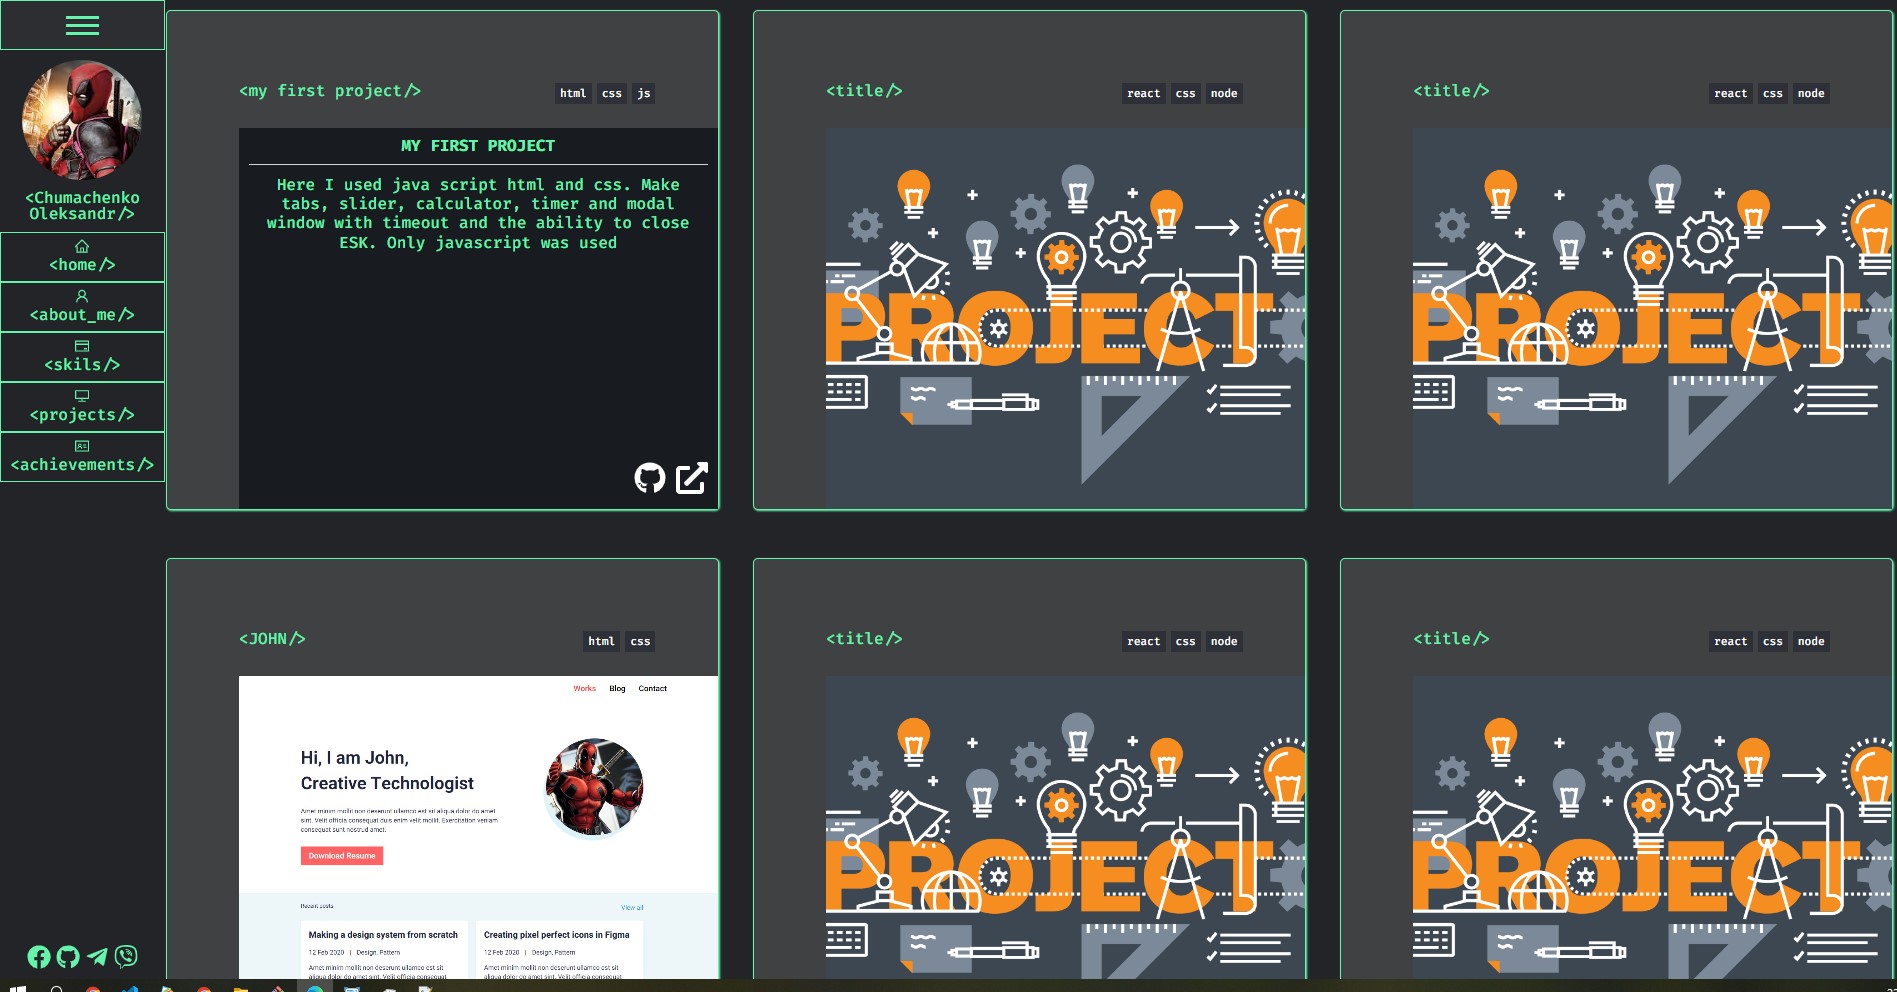 <Chumachenko
Oleksandr/>
<home/>
<about_me/>
<skils/>
<projects/>
<achievements/>
<my first project/>
html css js
MY FIRST PROJECT
Here I used java script html and css. Make
tabs, slider, calculator, timer and modal
window with timeout and the ability to close
ESK. Only javascript was used
<title/>
react css node
PROJECT
<title/>
react css node
PROJECT
<JOHN/>
html css
Works Blog Contact
Hi, I am John,
Creative Technologist
Amet minim mollit non deserunt ullamco est sit aliqua dolor do amet
sint. Velit officia consequat duis enim velit mollit. Exercitation veniam
consequat sunt nostrud amet.
Download Resume
Recent posts
View all
Making a design system from scratch
12 Feb 2020 | Design, Pattern
Amet minim mollit non deserunt ullamco est sit
aliqua dolor do amet sint. Velit officia consequat
Creating pixel perfect icons in Figma
12 Feb 2020 | Design, Pattern
Amet minim mollit non deserunt ullamco est sit
aliqua dolor do amet sint. Velit officia consequat
<title/>
react css node
PROJECT
<title/>
react css node
PROJECT